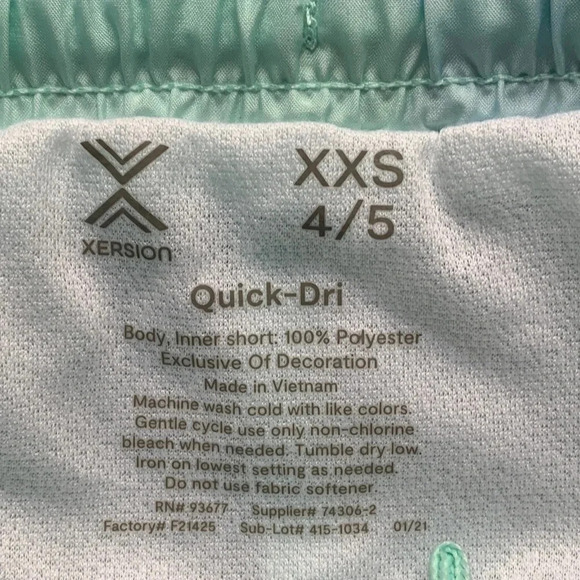 XXS
4/5
XERSION
Quick-Dri
Body, Inner short: 100% Polyester
Exclusive Of Decoration
Made in Vietnam
Machine wash cold with like colors.
Gentle cycle use only non-chlorine
bleach when needed. Tumble dry low.
Iron on lowest setting as needed.
Do not use fabric softener.
RN# 93677 Supplier# 74306-2
Factory# F21425 Sub-Lot# 415-1034 01/21